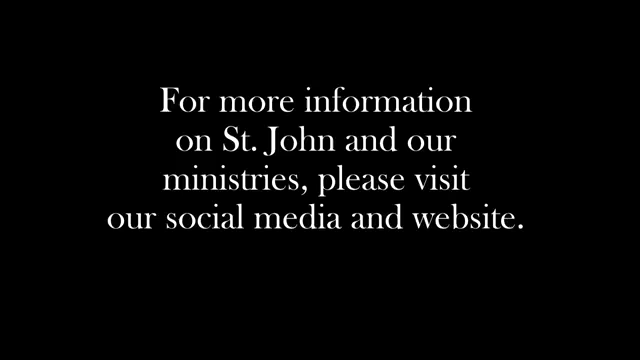 For more information
on St. John and our
ministries, please visit
our social media and website.